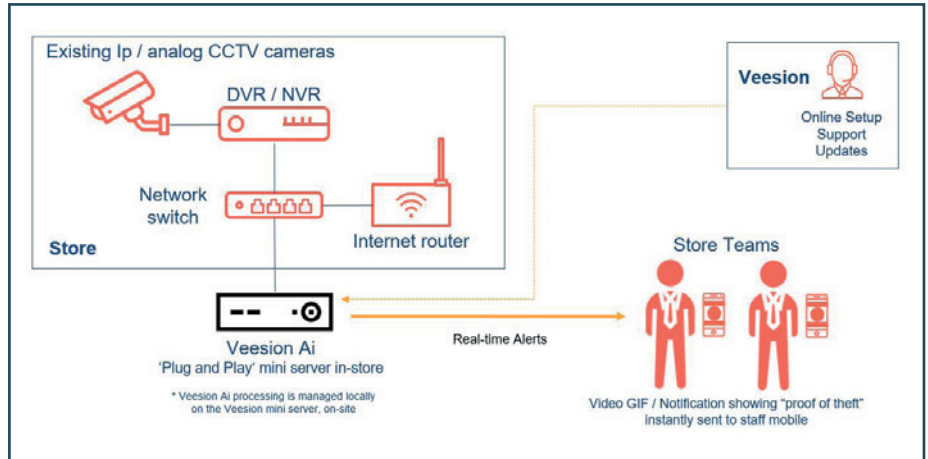 Existing Ip / analog CCTV cameras
DVR / NVR
Network
switch
Internet router
Store
Veesion
Online Setup
Support
Updates
Store Teams
Real-time Alerts
Veesion Ai
'Plug and Play' mini server in-store
* Veesion Ai processing is managed locally
on the Veesion mini server, on-site
Video GIF / Notification showing “proof of theft”
instantly sent to staff mobile